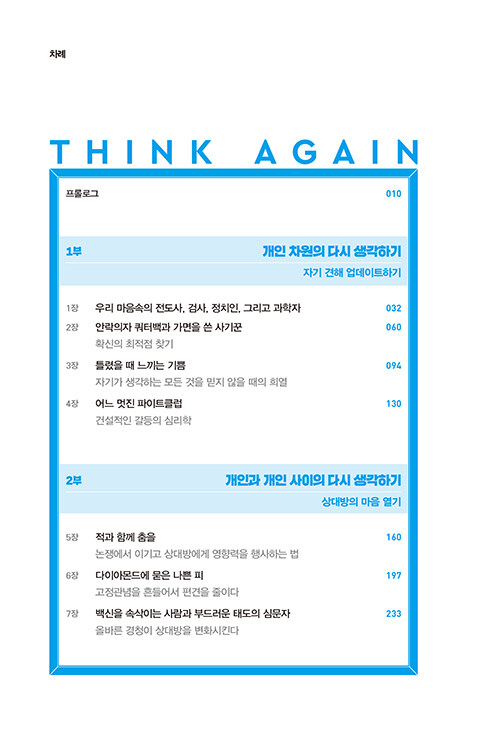 차례
THINK AGAIN
프롤로그 010
1부 개인 차원의 다시 생각하기
자기 견해 업데이트하기
1장 우리 마음속의 전도사, 검사, 정치인, 그리고 과학자 032
2장 안락의자 쿼터백과 가면을 쓴 사기꾼 060
확신의 최적점 찾기
3장 틀렸을 때 느끼는 기쁨 094
자기가 생각하는 모든 것을 믿지 않을 때의 희열
4장 어느 멋진 파이트클럽 130
건설적인 갈등의 심리학
2부 개인과 개인 사이의 다시 생각하기
상대방의 마음 열기
5장 적과 함께 춤을 160
논쟁에서 이기고 상대방에게 영향력을 행사하는 법
6장 다이아몬드에 묻은 나쁜 피 197
고정관념을 흔들어서 편견을 줄이다
7장 백신을 속삭이는 사람과 부드러운 태도의 심문자 233
올바른 경청이 상대방을 변화시킨다